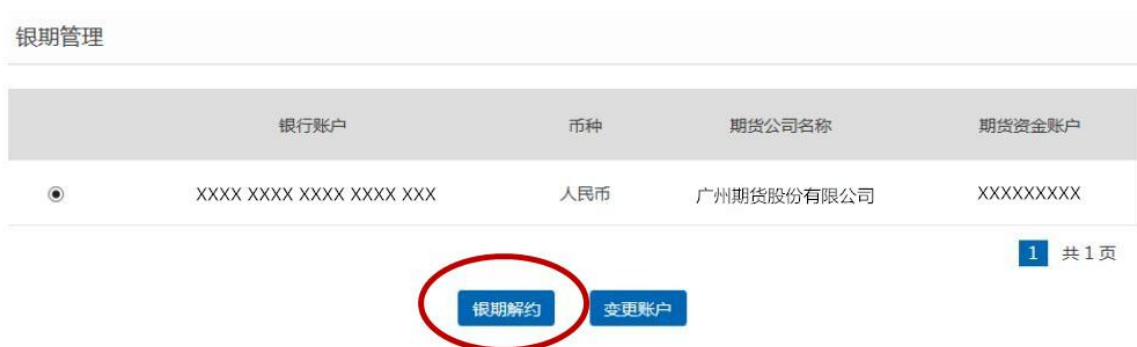 银期管理
银行账户 币种 期货公司名称 期货资金账户
XXXX XXXX XXXX XXXX XXX 人民币 广州期货股份有限公司 XXXXXXXXX
1 共1页
银期解约 变更账户